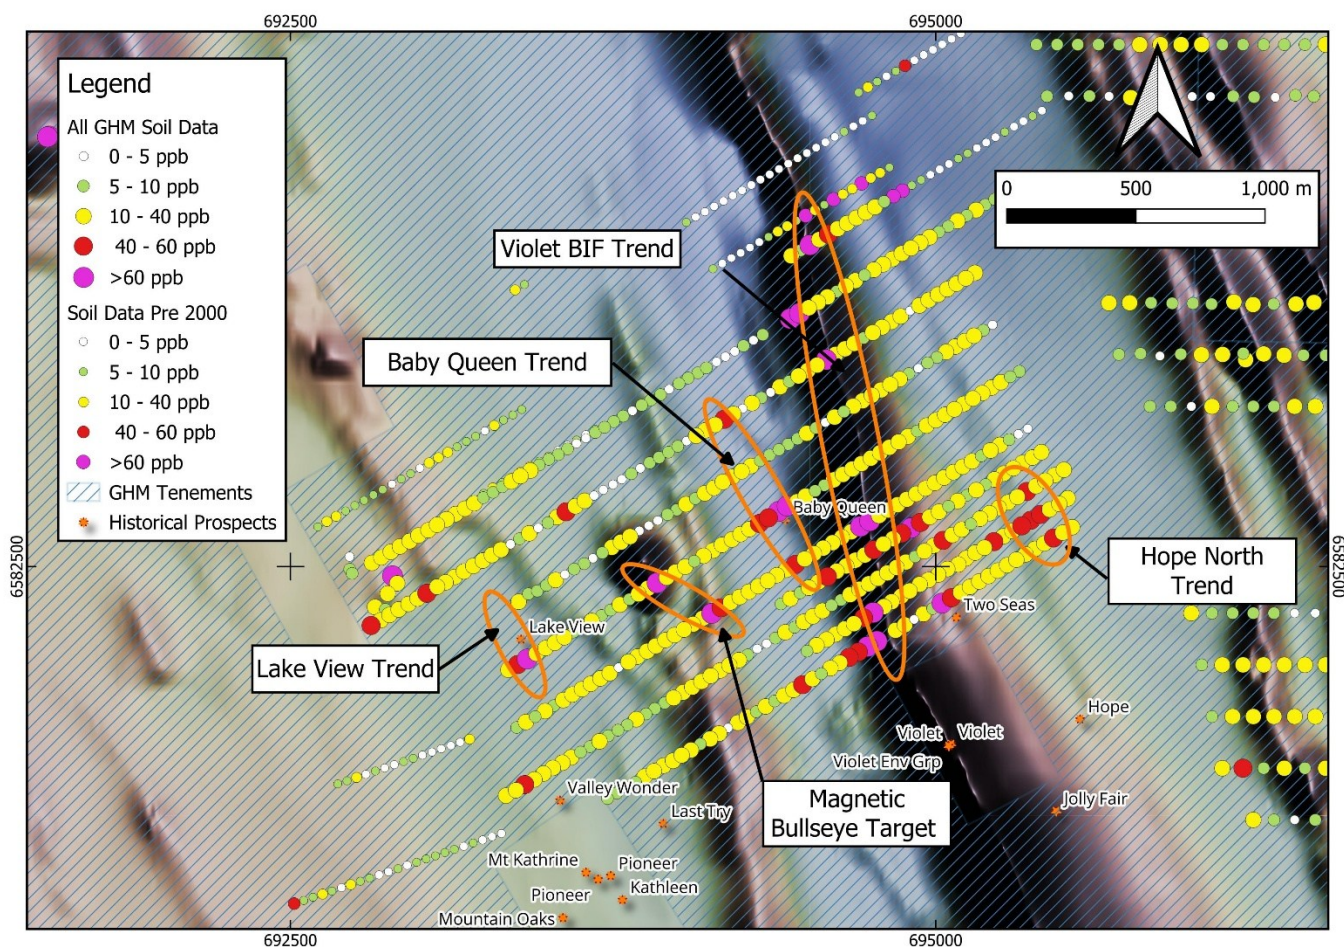 692500
695000
Legend
All GHM Soil Data
0 - 5 ppb
5 - 10 ppb
10 - 40 ppb
40 - 60 ppb
>60 ppb
Soil Data Pre 2000
0 - 5 ppb
5 - 10 ppb
10 - 40 ppb
40 - 60 ppb
>60 ppb
GHM Tenements
Historical Prospects
0
500
1,000 m
Violet BIF Trend
Baby Queen Trend
Baby Queen
6582500
6582500
Hope North
Trend
Two Seas
Lake View
Lake View Trend
Hope
Violet
Violet
Violet Env Grp
Valley Wonder
Magnetic
Bullseye Target
Jolly Fair
Last Try
Mt Kathrine
Pioneer
Pioneer
Kathleen
Mountain Oaks
692500
695000